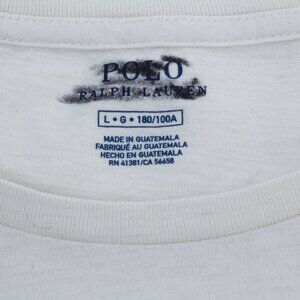 POLO
RALPH LAUREN
L • G • 180/100A
MADE IN GUATEMALA
FABRIQUÉ AU GUATEMALA
HECHO EN GUATEMALA
RN 41381/CA 56658